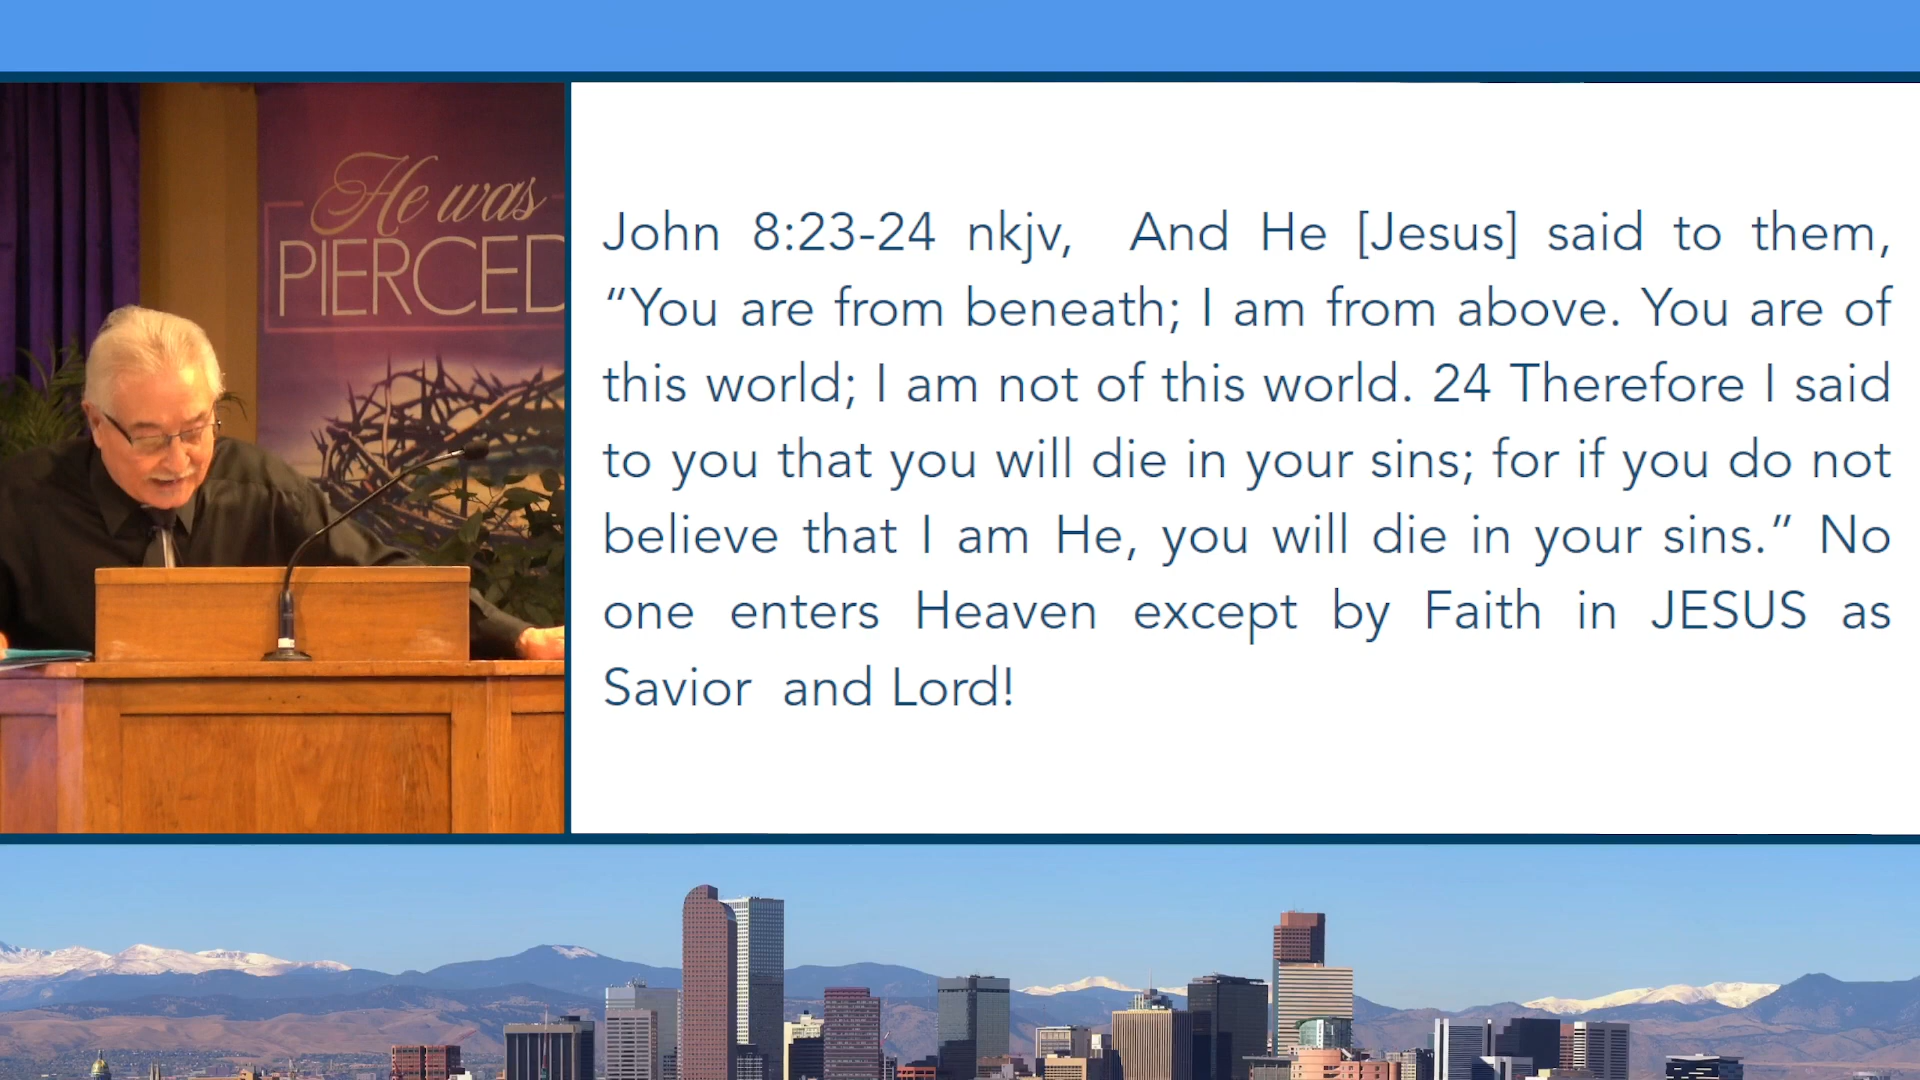 He was
PIERCED
John 8:23-24 nkjv, And He [Jesus] said to them,
“You are from beneath; I am from above. You are of
this world; I am not of this world. 24 Therefore I said
to you that you will die in your sins; for if you do not
believe that I am He, you will die in your sins.” No
one enters Heaven except by Faith in JESUS as
Savior and Lord!